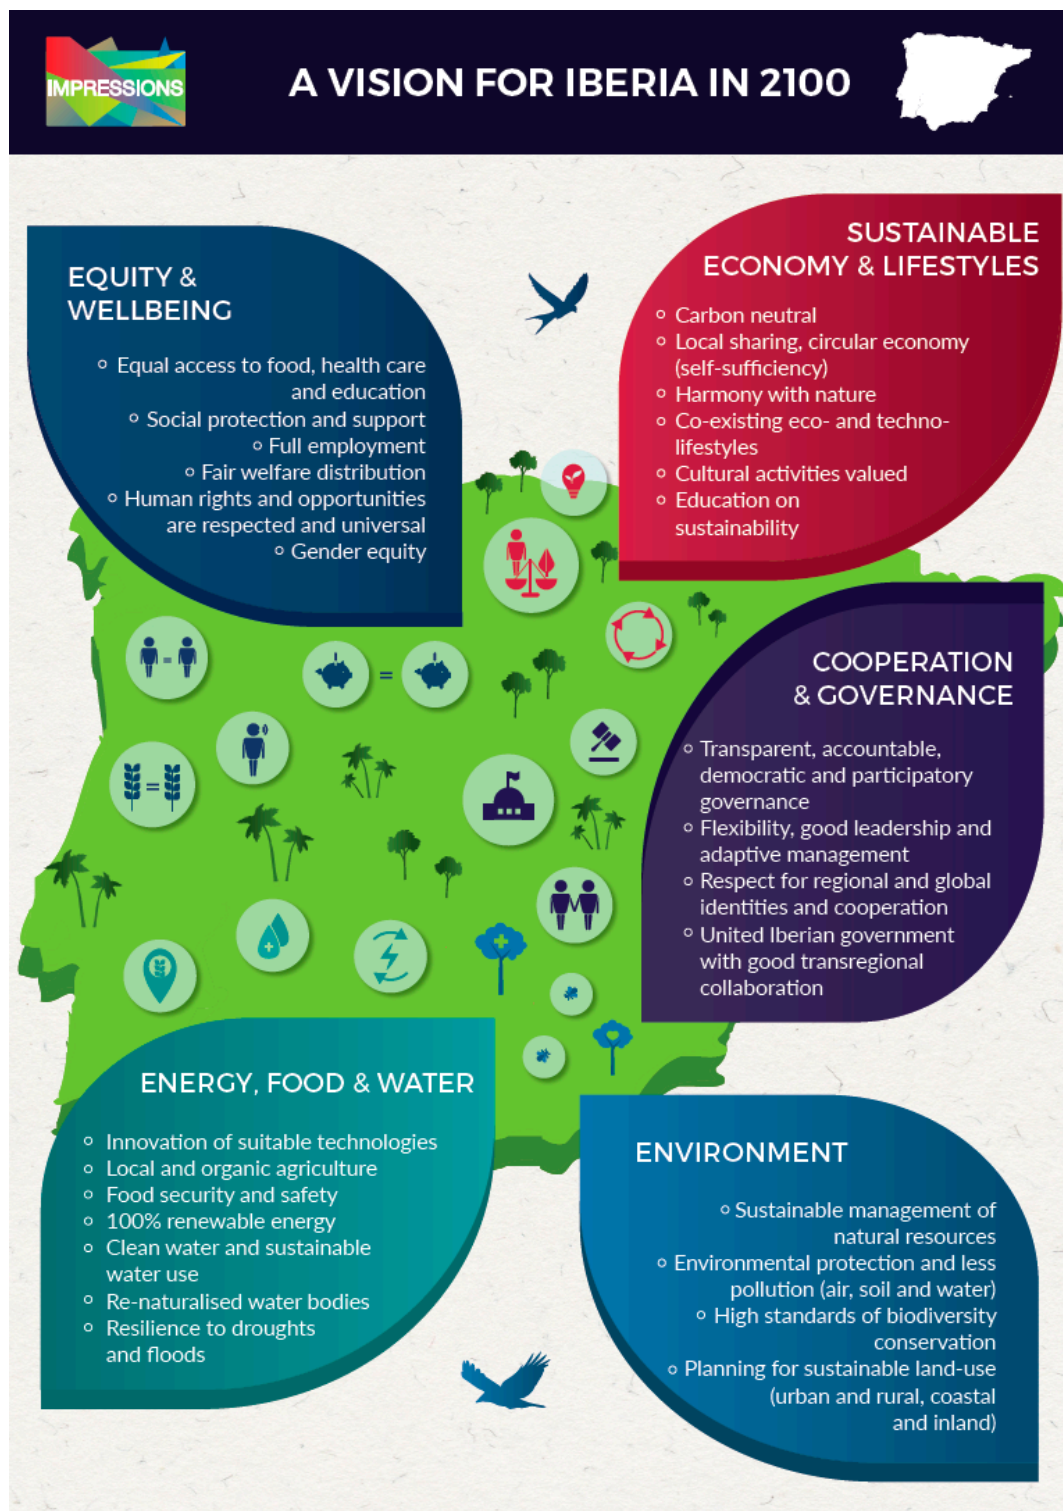 IMPRESSIONS
A VISION FOR IBERIA IN 2100
EQUITY &
WELLBEING
Equal access to food, health care
and education
Social protection and support
Full employment
Fair welfare distribution
Human rights and opportunities
are respected and universal
Gender equity
SUSTAINABLE
ECONOMY & LIFESTYLES
Carbon neutral
Local sharing, circular economy
(self-sufficiency)
Harmony with nature
Co-existing eco- and techno-
lifestyles
Cultural activities valued
Education on
sustainability
COOPERATION
& GOVERNANCE
Transparent, accountable,
democratic and participatory
governance
Flexibility, good leadership and
adaptive management
Respect for regional and global
identities and cooperation
United Iberian government
with good transregional
collaboration
ENERGY, FOOD & WATER
Innovation of suitable technologies
Local and organic agriculture
Food security and safety
100% renewable energy
Clean water and sustainable
water use
Re-naturalised water bodies
Resilience to droughts
and floods
ENVIRONMENT
Sustainable management of
natural resources
Environmental protection and less
pollution (air, soil and water)
High standards of biodiversity
conservation
Planning for sustainable land-use
(urban and rural, coastal
and inland)